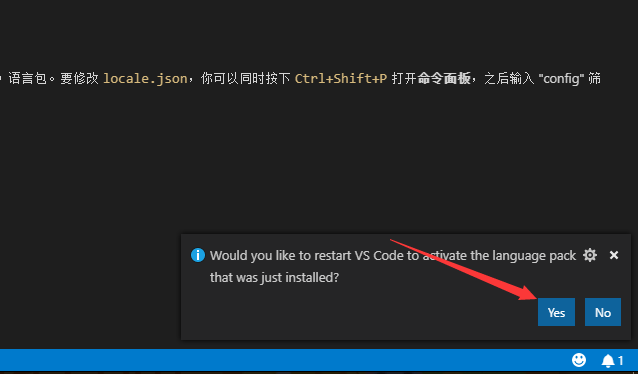 语言包。要修改 locale.json，你可以同时按下 Ctrl+Shift+P 打开命令面板，之后输入 "config" 筛
Would you like to restart VS Code to activate the language pack
that was just installed?
Yes No
1